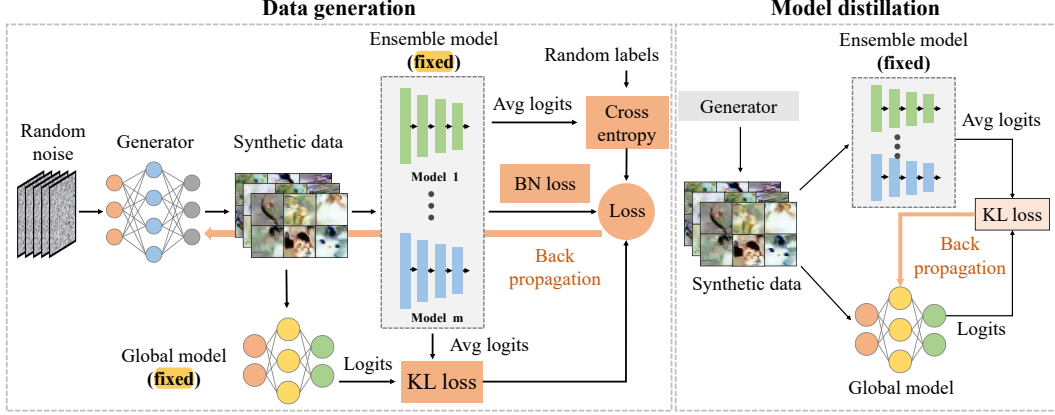 Data generation
Random noise
Generator
Synthetic data
Ensemble model
(fixed)
Model 1
Model m
Avg logits
Random labels
Cross
entropy
BN loss
Loss
Back
propagation
Global model
(fixed)
Logits
Avg logits
KL loss
Model distillation
Generator
Synthetic data
Ensemble model
(fixed)
Avg logits
KL loss
Back
propagation
Logits
Global model